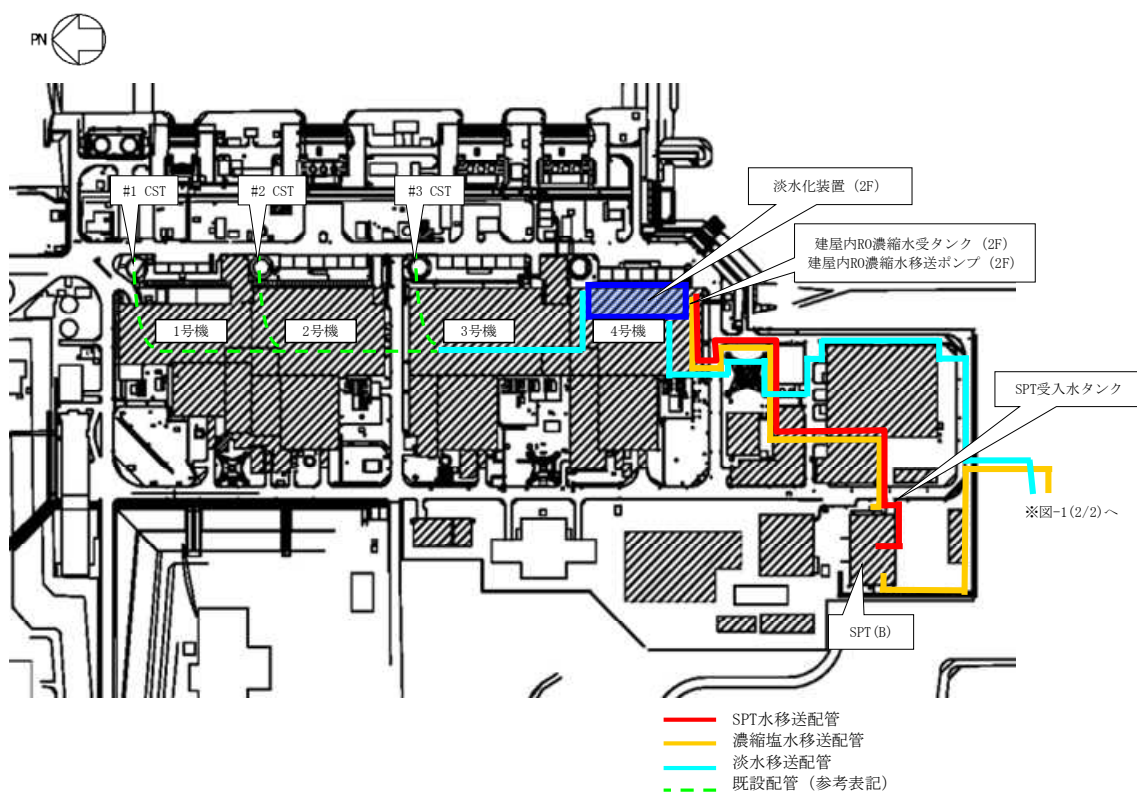 PN
#1 CST
#2 CST
#3 CST
淡水化装置 (2F)
建屋内RO濃縮水受タンク (2F)
建屋内RO濃縮水移送ポンプ (2F)
1号機
2号機
3号機
4号機
SPT受入水タンク
※図-1(2/2)へ
SPT(B)
SPT水移送配管
濃縮塩水移送配管
淡水移送配管
既設配管 (参考表記)